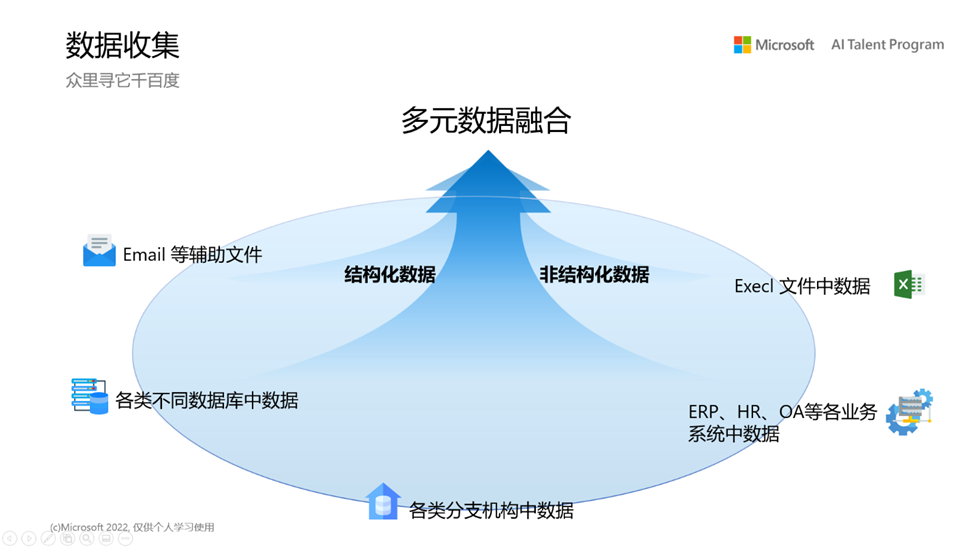 数据收集
众里寻它千百度
Microsoft AI Talent Program
多元数据融合
Email 等辅助文件
结构化数据
非结构化数据
Execl 文件中数据
各类不同数据库中数据
ERP、HR、OA等各业务
系统中数据
各类分支机构中数据
(c)Microsoft 2022, 仅供个人学习使用